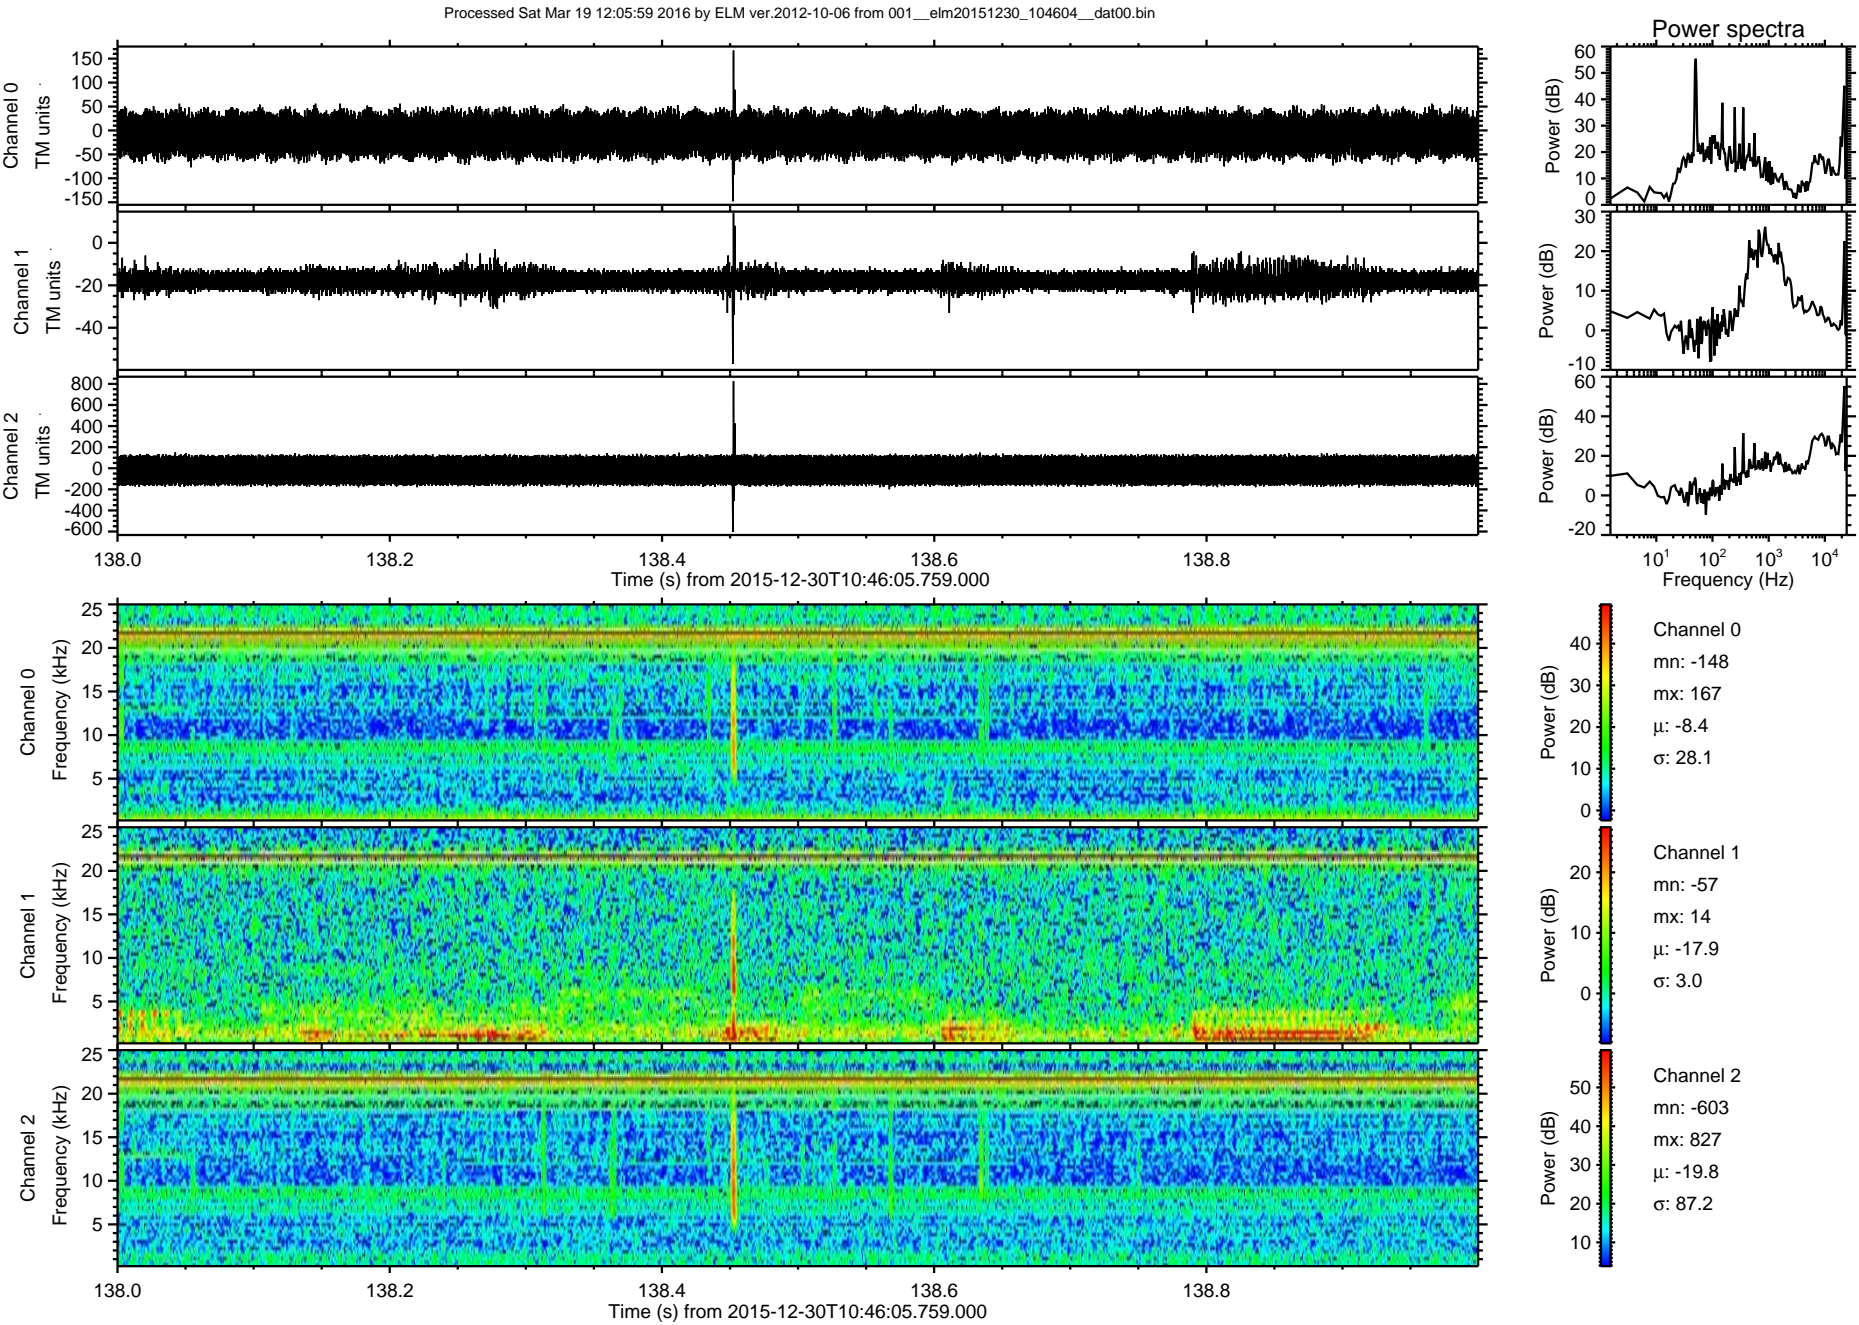 Processed Sat Mar 19 12:05:59 2016 by ELM ver.2012-10-06 from 001__elm20151230_104604__dat00.bin
Power spectra
Channel 0
TM units
150
100
50
0
-50
-100
-150
Power (dB)
60
50
40
30
20
10
0
Channel 1
TM units
0
-20
-40
Power (dB)
30
20
10
0
-10
Channel 2
TM units
800
600
400
200
0
-200
-400
-600
Power (dB)
60
40
20
0
-20
138.0 138.2 138.4 138.6 138.8
Time (s) from 2015-12-30T10:46:05.759.000
10^1 10^2 10^3 10^4
Frequency (Hz)
Channel 0
Frequency (kHz)
25
20
15
10
5
Power (dB)
40
30
20
10
0
Channel 0
mn: -148
mx: 167
μ: -8.4
σ: 28.1
Channel 1
Frequency (kHz)
25
20
15
10
5
Power (dB)
20
10
0
Channel 1
mn: -57
mx: 14
μ: -17.9
σ: 3.0
Channel 2
Frequency (kHz)
25
20
15
10
5
Power (dB)
50
40
30
20
10
Channel 2
mn: -603
mx: 827
μ: -19.8
σ: 87.2
138.0 138.2 138.4 138.6 138.8
Time (s) from 2015-12-30T10:46:05.759.000